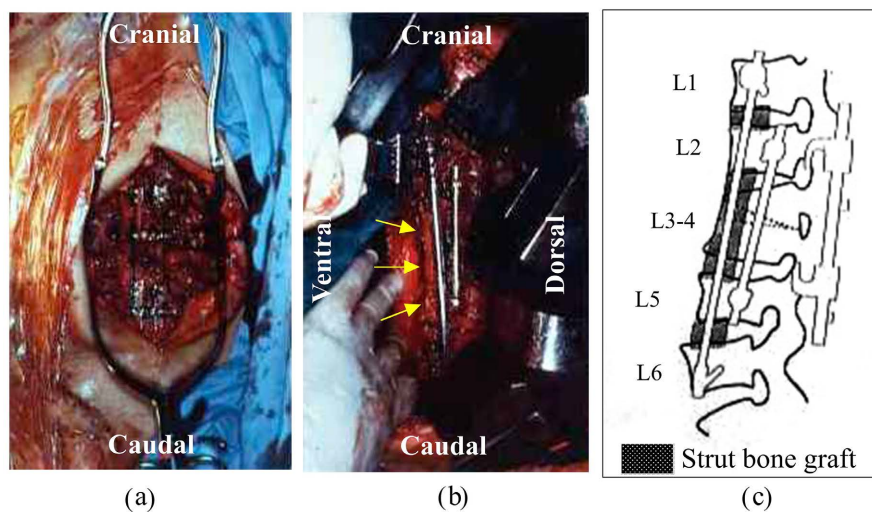 Cranial
Caudal
(a)
Cranial
Ventral
Dorsal
Caudal
(b)
L1
L2
L3-4
L5
L6
Strut bone graft
(c)